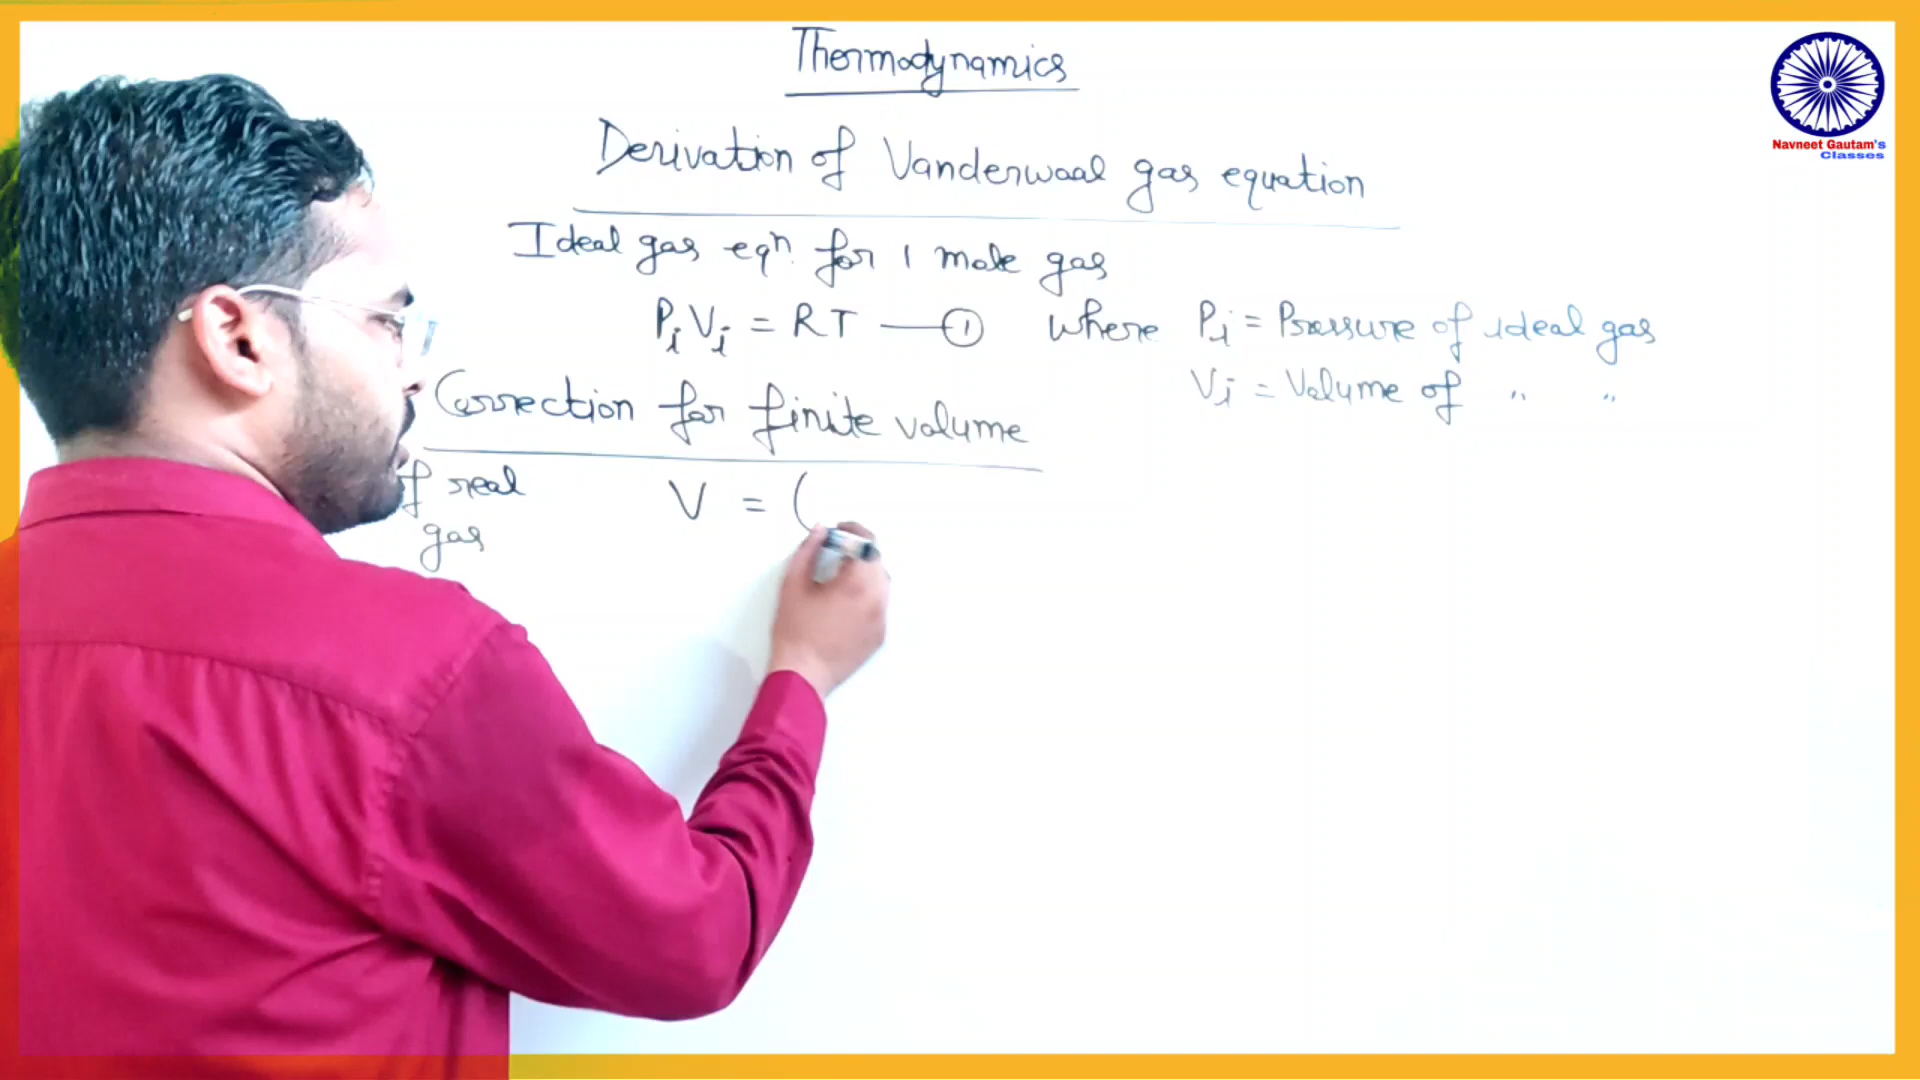 Thermodynamics
Navneet Gautam's
Classes
Derivation of Vanderwaal gas equation
Ideal gas eqn. for 1 mole gas
PiVi = RT — 1 where Pi = Pressure of ideal gas
Vi = Volume of " "
Correction for finite volume
real V = (
gas